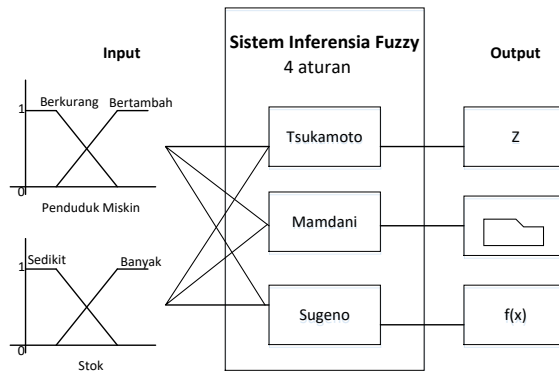 Input
Sistem Inferensia Fuzzy
4 aturan
Output
Berkurang
Bertambah
1
0
Penduduk Miskin
Sedikit
Banyak
1
0
Stok
Tsukamoto
Mamdani
Sugeno
Z
f(x)